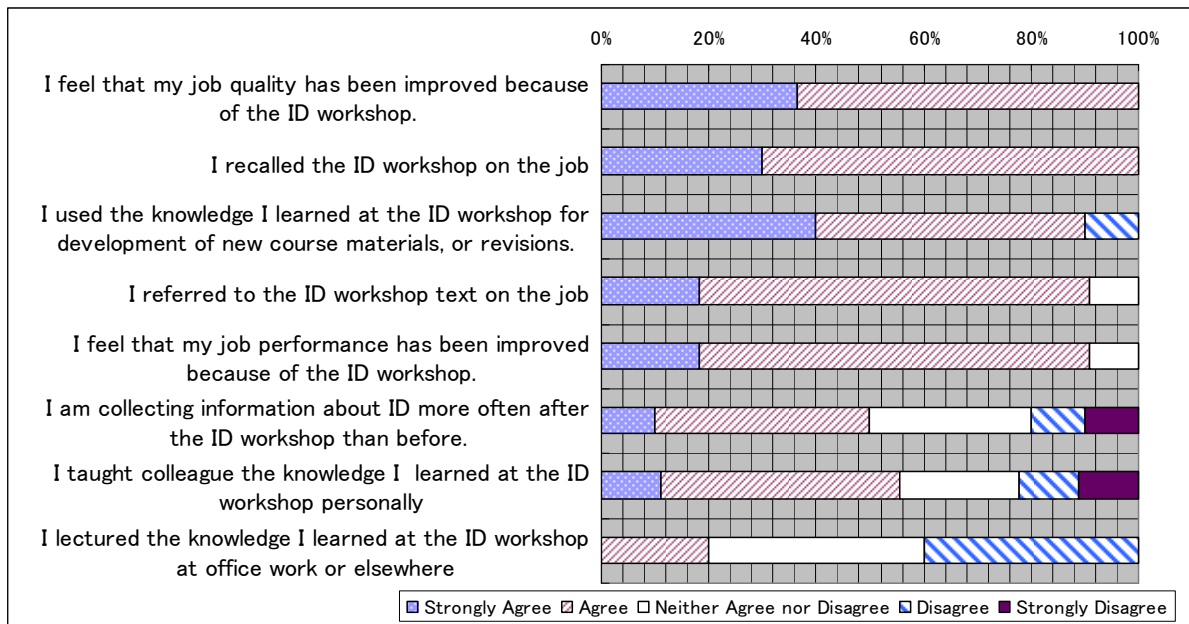 0% 20% 40% 60% 80% 100%
I feel that my job quality has been improved because
of the ID workshop.
I recalled the ID workshop on the job
I used the knowledge I learned at the ID workshop for
development of new course materials, or revisions.
I referred to the ID workshop text on the job
I feel that my job performance has been improved
because of the ID workshop.
I am collecting information about ID more often after
the ID workshop than before.
I taught colleague the knowledge I learned at the ID
workshop personally
I lectured the knowledge I learned at the ID workshop
at office work or elsewhere
Strongly Agree Agree Neither Agree nor Disagree Disagree Strongly Disagree